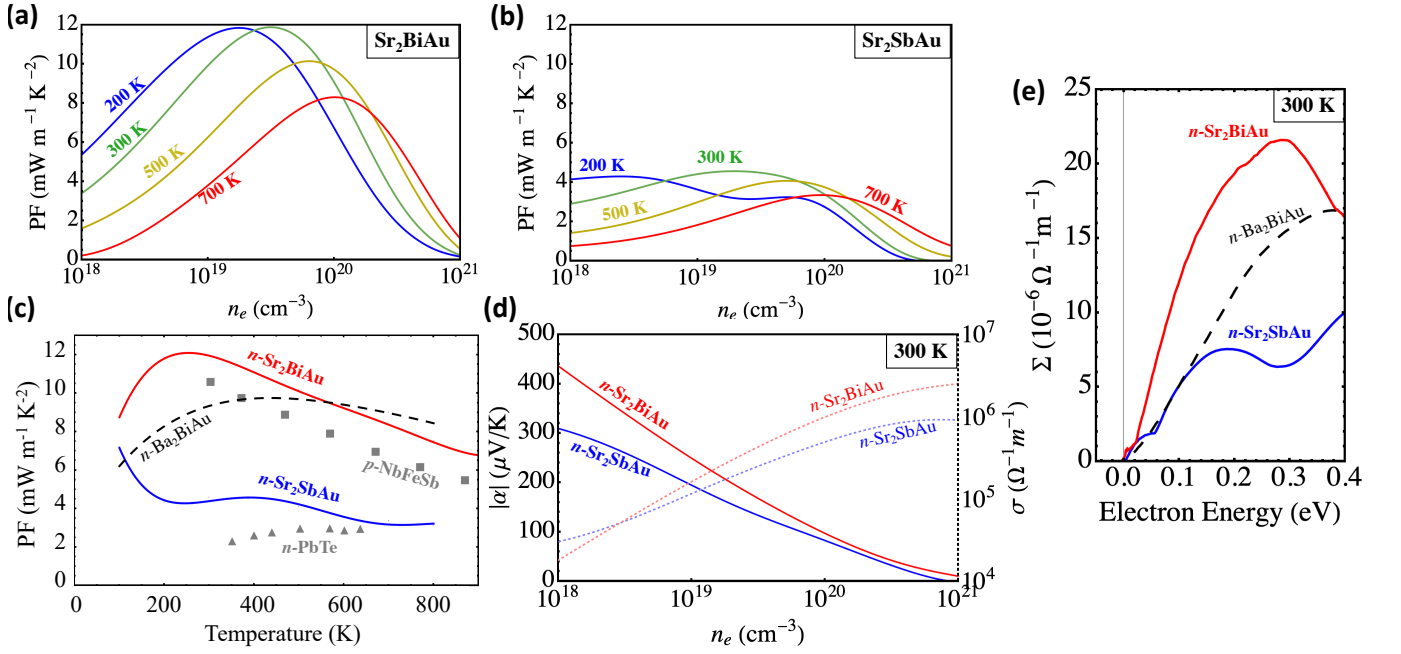 (a)
12
10
8
6
4
2
0
PF (mW m⁻¹ K⁻²)
Sr₂BiAu
200 K
300 K
500 K
700 K
10¹⁸
10¹⁹
10²⁰
10²¹
nₑ (cm⁻³)
(b)
12
10
8
6
4
2
0
PF (mW m⁻¹ K⁻²)
Sr₂SbAu
200 K
300 K
500 K
700 K
10¹⁸
10¹⁹
10²⁰
10²¹
nₑ (cm⁻³)
(c)
12
10
8
6
4
2
0
PF (mW m⁻¹ K⁻²)
n-Sr₂BiAu
n-Ba₂BiAu
p-NbFeSb
n-Sr₂SbAu
n-PbTe
0
200
400
600
800
Temperature (K)
(d)
500
400
300
200
100
0
|α| (μV/K)
300 K
n-Sr₂BiAu
n-Sr₂SbAu
n-Sr₂BiAu
n-Sr₂SbAu
10⁷
10⁶
10⁵
10⁴
σ (Ω⁻¹m⁻¹)
10¹⁸
10¹⁹
10²⁰
10²¹
nₑ (cm⁻³)
(e)
25
20
15
10
5
0
Σ (10⁻⁶ Ω⁻¹m⁻¹)
300 K
n-Sr₂BiAu
n-Ba₂BiAu
n-Sr₂SbAu
0.0
0.1
0.2
0.3
0.4
Electron Energy (eV)